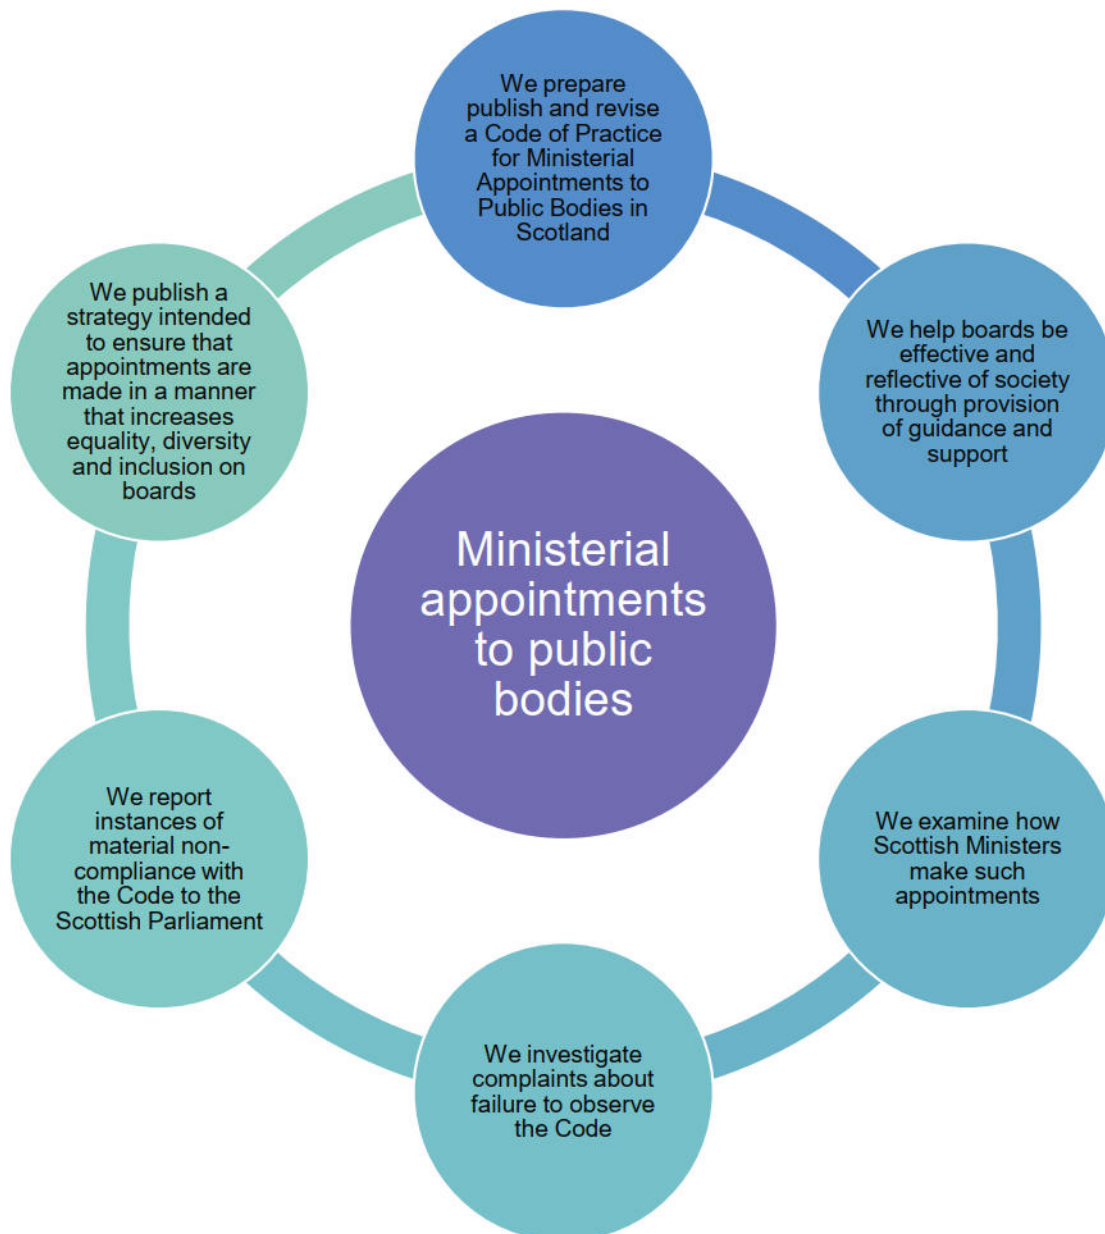 We prepare
publish and revise
a Code of Practice
for Ministerial
Appointments to
Public Bodies in
Scotland
We help boards be
effective and
reflective of society
through provision
of guidance and
support
We examine how
Scottish Ministers
make such
appointments
We investigate
complaints about
failure to observe
the Code
We report
instances of
material non-
compliance with
the Code to the
Scottish Parliament
We publish a
strategy intended
to ensure that
appointments are
made in a manner
that increases
equality, diversity
and inclusion on
boards
Ministerial
appointments
to public
bodies